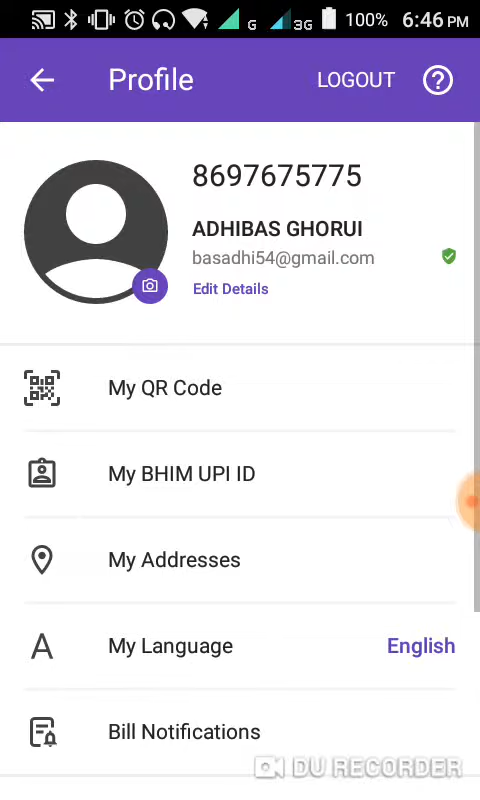 G 3G 100% 6:46 PM
Profile LOGOUT ?
8697675775
ADHIBAS GHORUI
basadhi54@gmail.com
Edit Details
My QR Code
My BHIM UPI ID
My Addresses
A My Language English
Bill Notifications
DU RECORDER